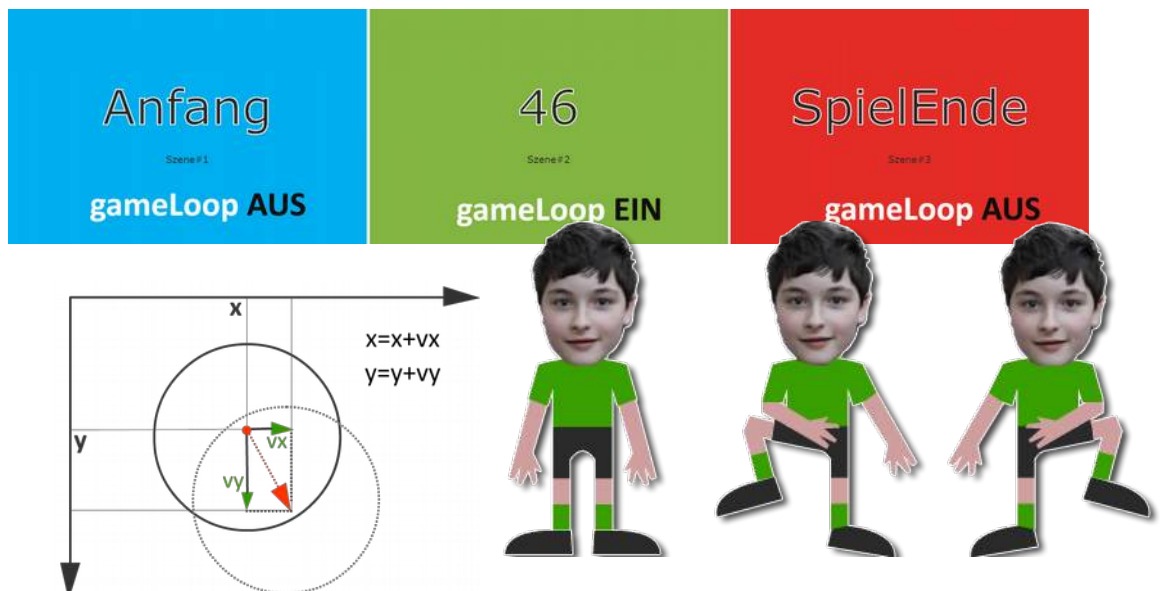 Anfang
Szene#1
gameLoop AUS
46
Szene#2
gameLoop EIN
SpielEnde
Szene#3
gameLoop AUS
x
y
vx
vy
x=x+vx
y=y+vy